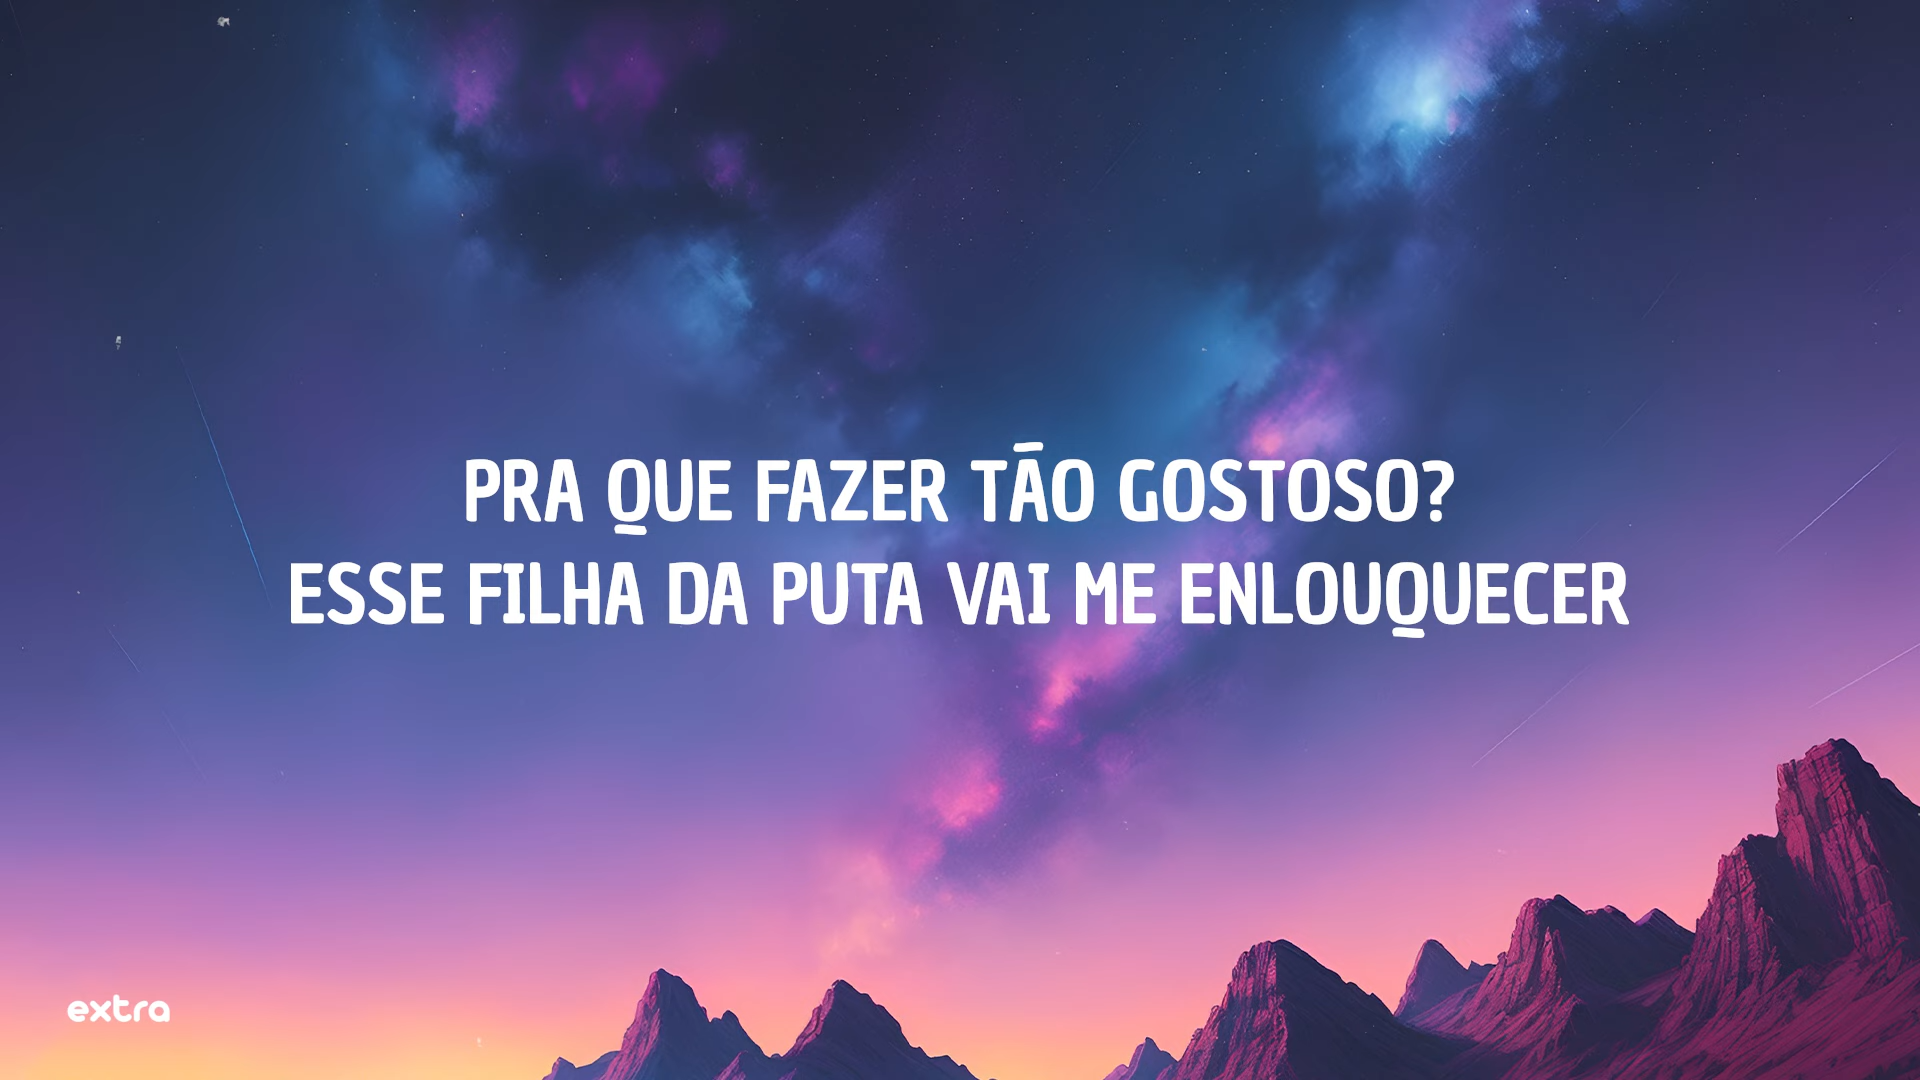 PRA QUE FAZER TÃO GOSTOSO?
ESSE FILHA DA PUTA VAI ME ENLOUQUECER
extra